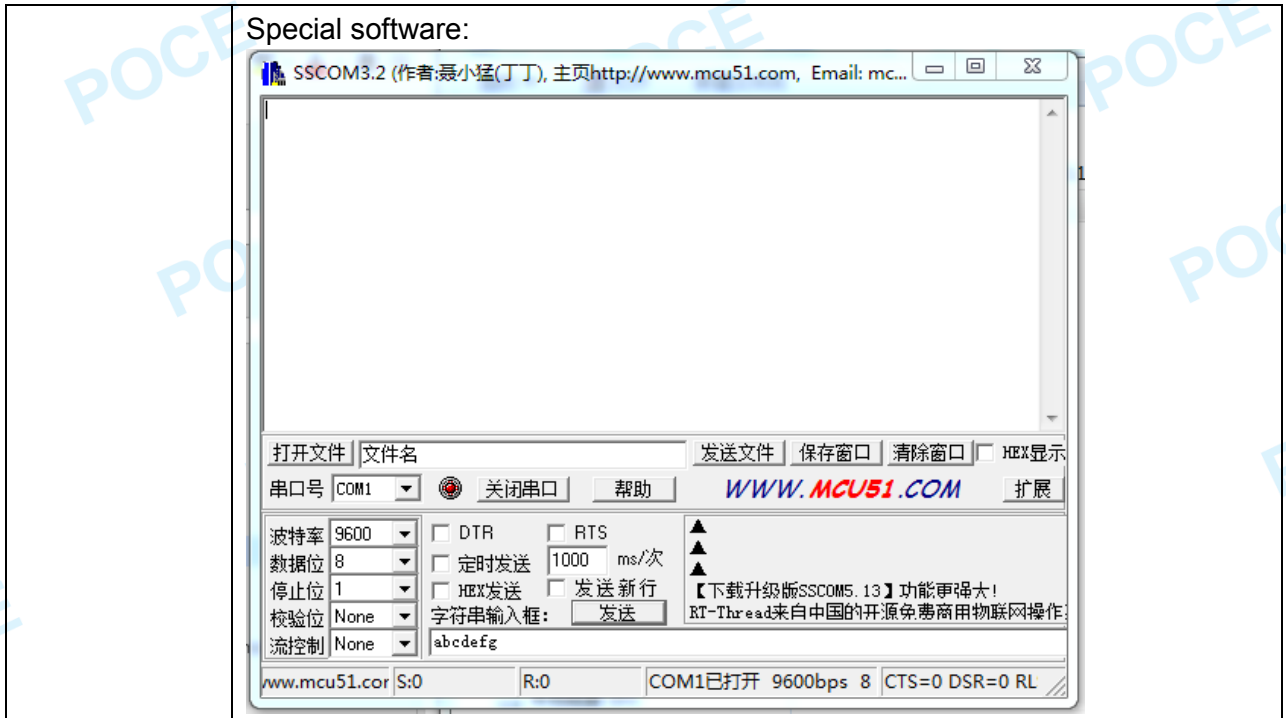 Special software:
SSCOM3.2 (作者:聂小猛(丁丁), 主页http://www.mcu51.com, Email: mc...
打开文件 文件名 发送文件 保存窗口 清除窗口 HEX显示
串口号 COM1 关闭串口 帮助 WWW.MCU51.COM 扩展
波特率 9600 DTR RTS
数据位 8 定时发送 1000 ms/次
停止位 1 HEX发送 发送新行 【下载升级版SSCOM5.13】功能更强大!
校验位 None 字符串输入框: 发送 RT-Thread来自中国的开源免费商用物联网操作
流控制 None abcdefg
www.mcu51.cor S:0 R:0 COM1已打开 9600bps 8 CTS=0 DSR=0 RL
POCE
POCE
POCE
PO
POC